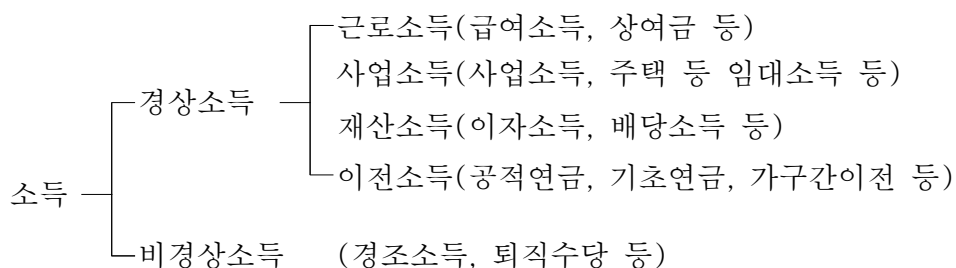 근로소득(급여소득, 상여금 등)
사업소득(사업소득, 주택 등 임대소득 등)
경상소득
재산소득(이자소득, 배당소득 등)
이전소득(공적연금, 기초연금, 가구간이전 등)
소득
비경상소득 (경조소득, 퇴직수당 등)